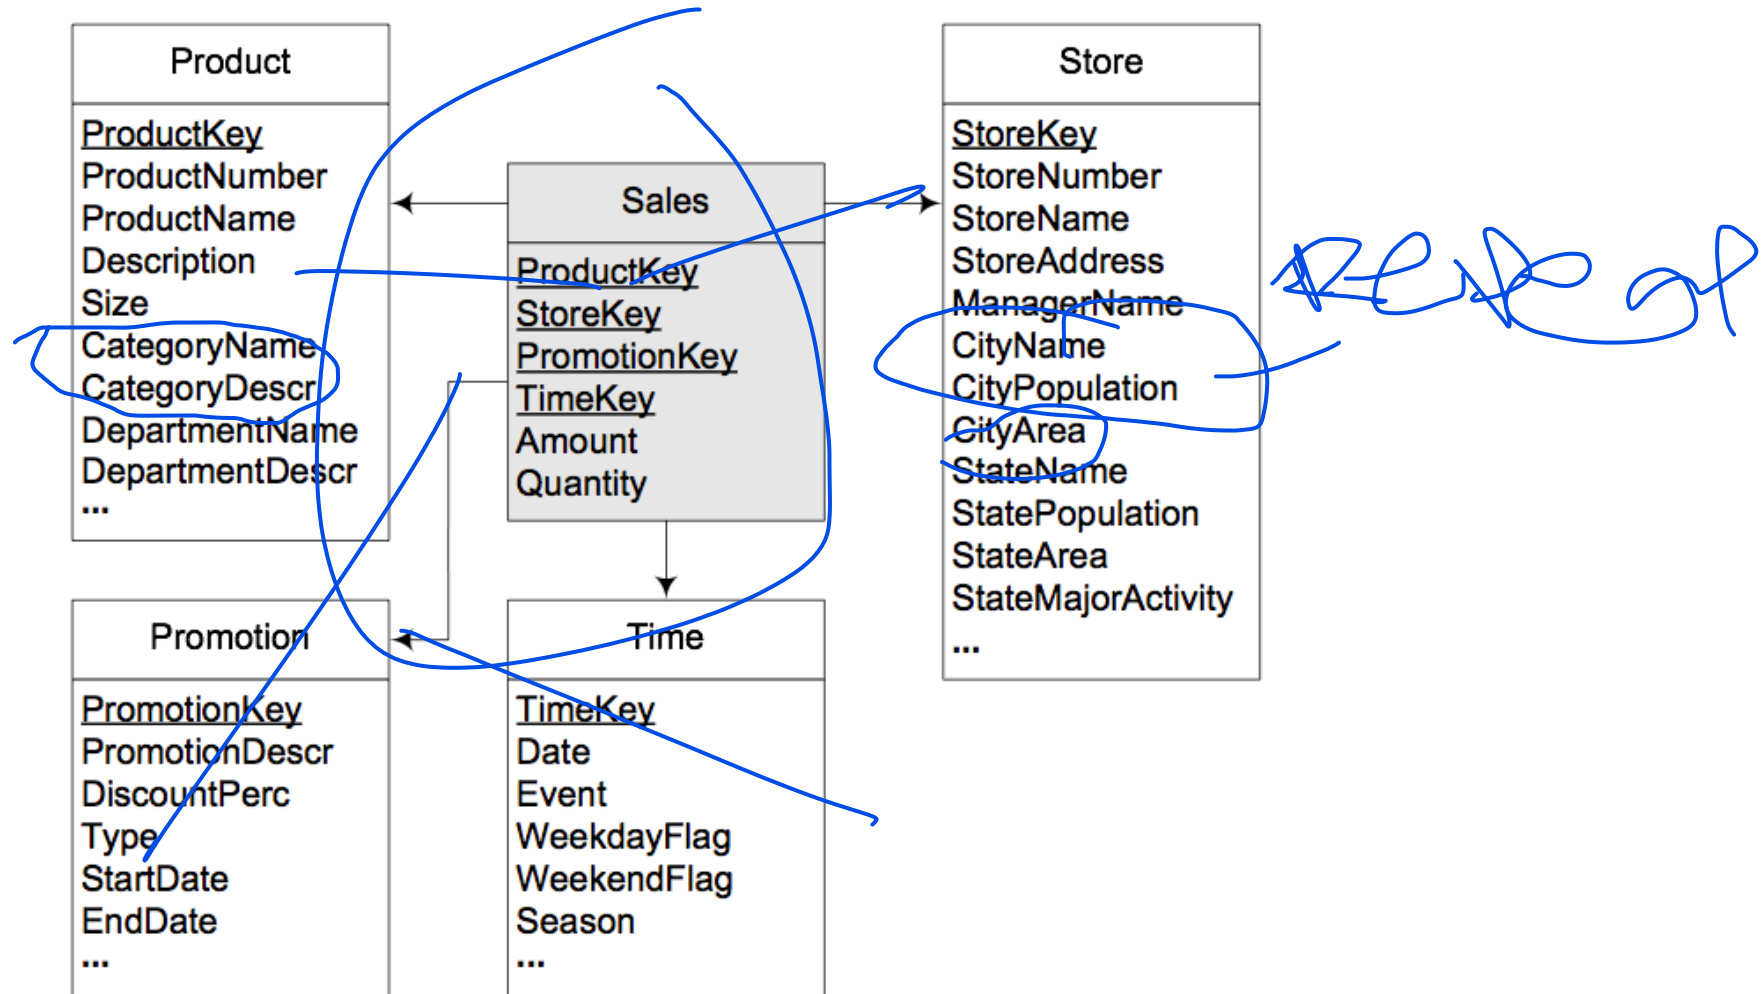 Product
ProductKey
ProductNumber
ProductName
Description
Size
CategoryName
CategoryDescr
DepartmentName
DepartmentDescr
...
Sales
ProductKey
StoreKey
PromotionKey
TimeKey
Amount
Quantity
Store
StoreKey
StoreNumber
StoreName
StoreAddress
ManagerName
CityName
CityPopulation
CityArea
StateName
StatePopulation
StateArea
StateMajorActivity
...
Promotion
PromotionKey
PromotionDescr
DiscountPerc
Type
StartDate
EndDate
...
Time
TimeKey
Date
Event
WeekdayFlag
WeekendFlag
Season
...